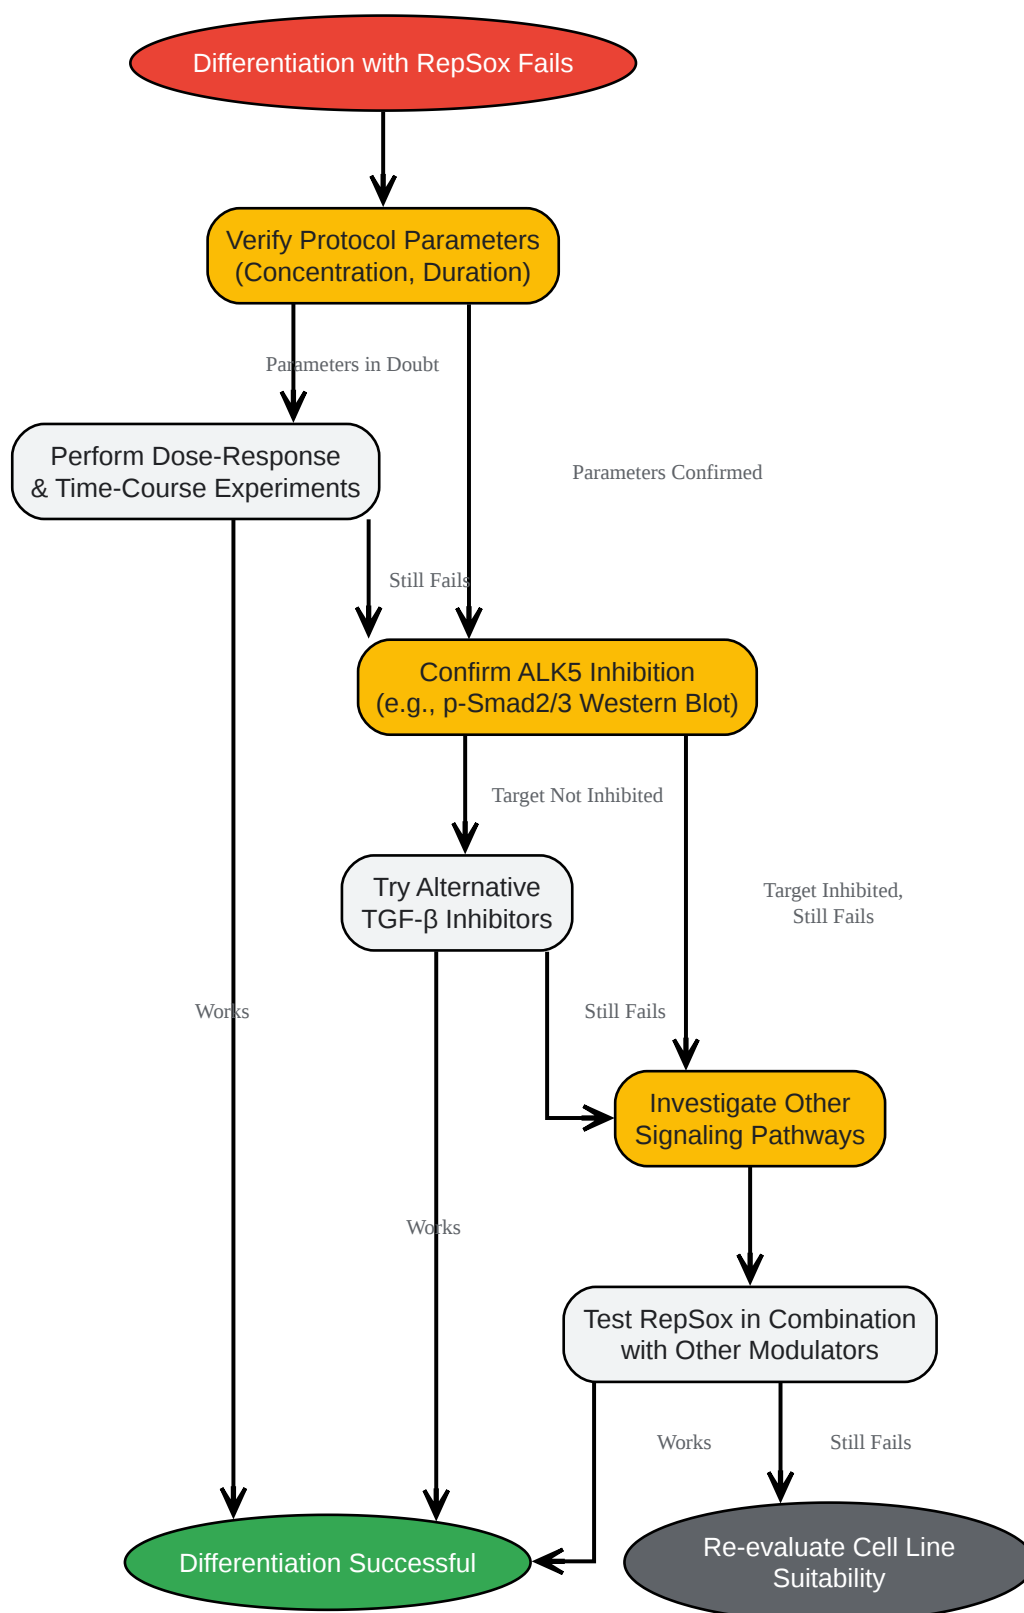 Differentiation with RepSox Fails
Verify Protocol Parameters
(Concentration, Duration)
Parameters in Doubt
Perform Dose-Response
& Time-Course Experiments
Parameters Confirmed
Still Fails
Confirm ALK5 Inhibition
(e.g., p-Smad2/3 Western Blot)
Target Not Inhibited
Try Alternative
TGF-β Inhibitors
Target Inhibited,
Still Fails
Works
Still Fails
Investigate Other
Signaling Pathways
Works
Test RepSox in Combination
with Other Modulators
Works
Still Fails
Differentiation Successful
Re-evaluate Cell Line
Suitability